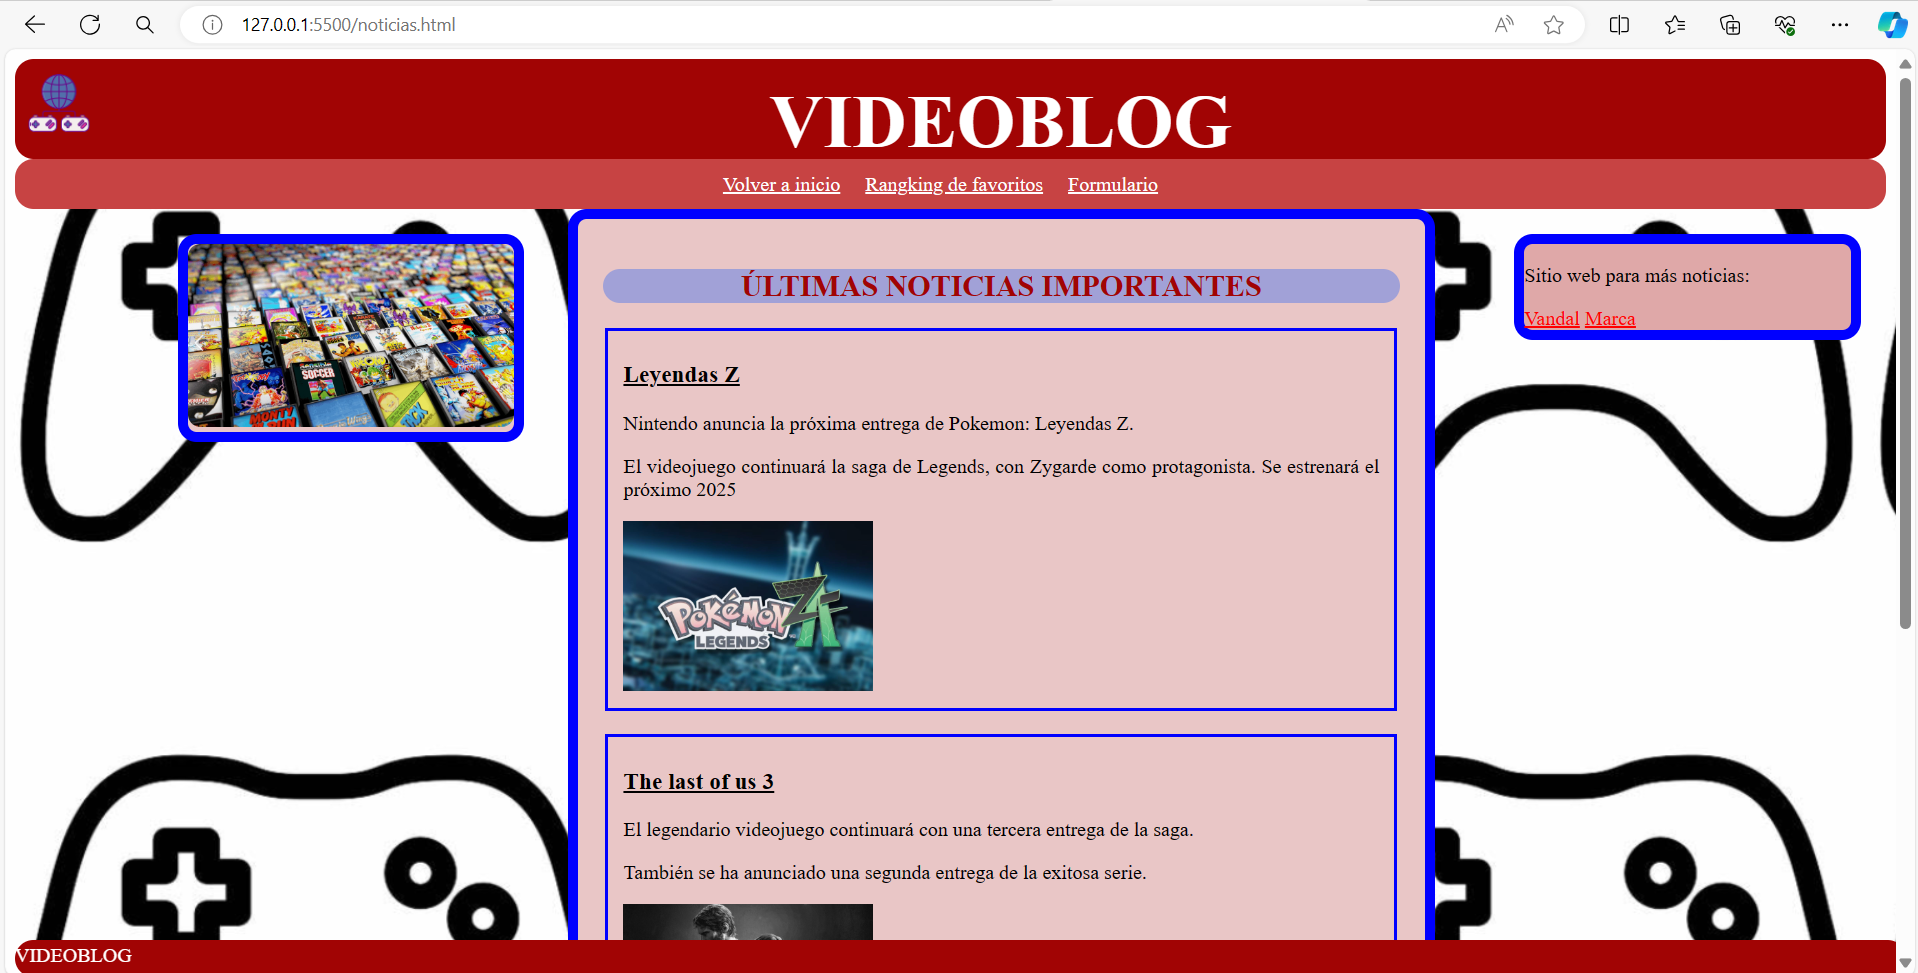 127.0.0.1:5500/noticias.html
VIDEOBLOG
Volver a inicio Rangking de favoritos Formulario
ÚLTIMAS NOTICIAS IMPORTANTES
Sitio web para más noticias:
Vandal Marca
SOCCER
MONTY
Leyendas Z
Nintendo anuncia la próxima entrega de Pokemon: Leyendas Z.
El videojuego continuará la saga de Legends, con Zygarde como protagonista. Se estrenará el
próximo 2025
POKéMON
LEGENDS
ZA
The last of us 3
El legendario videojuego continuará con una tercera entrega de la saga.
También se ha anunciado una segunda entrega de la exitosa serie.
VIDEOBLOG